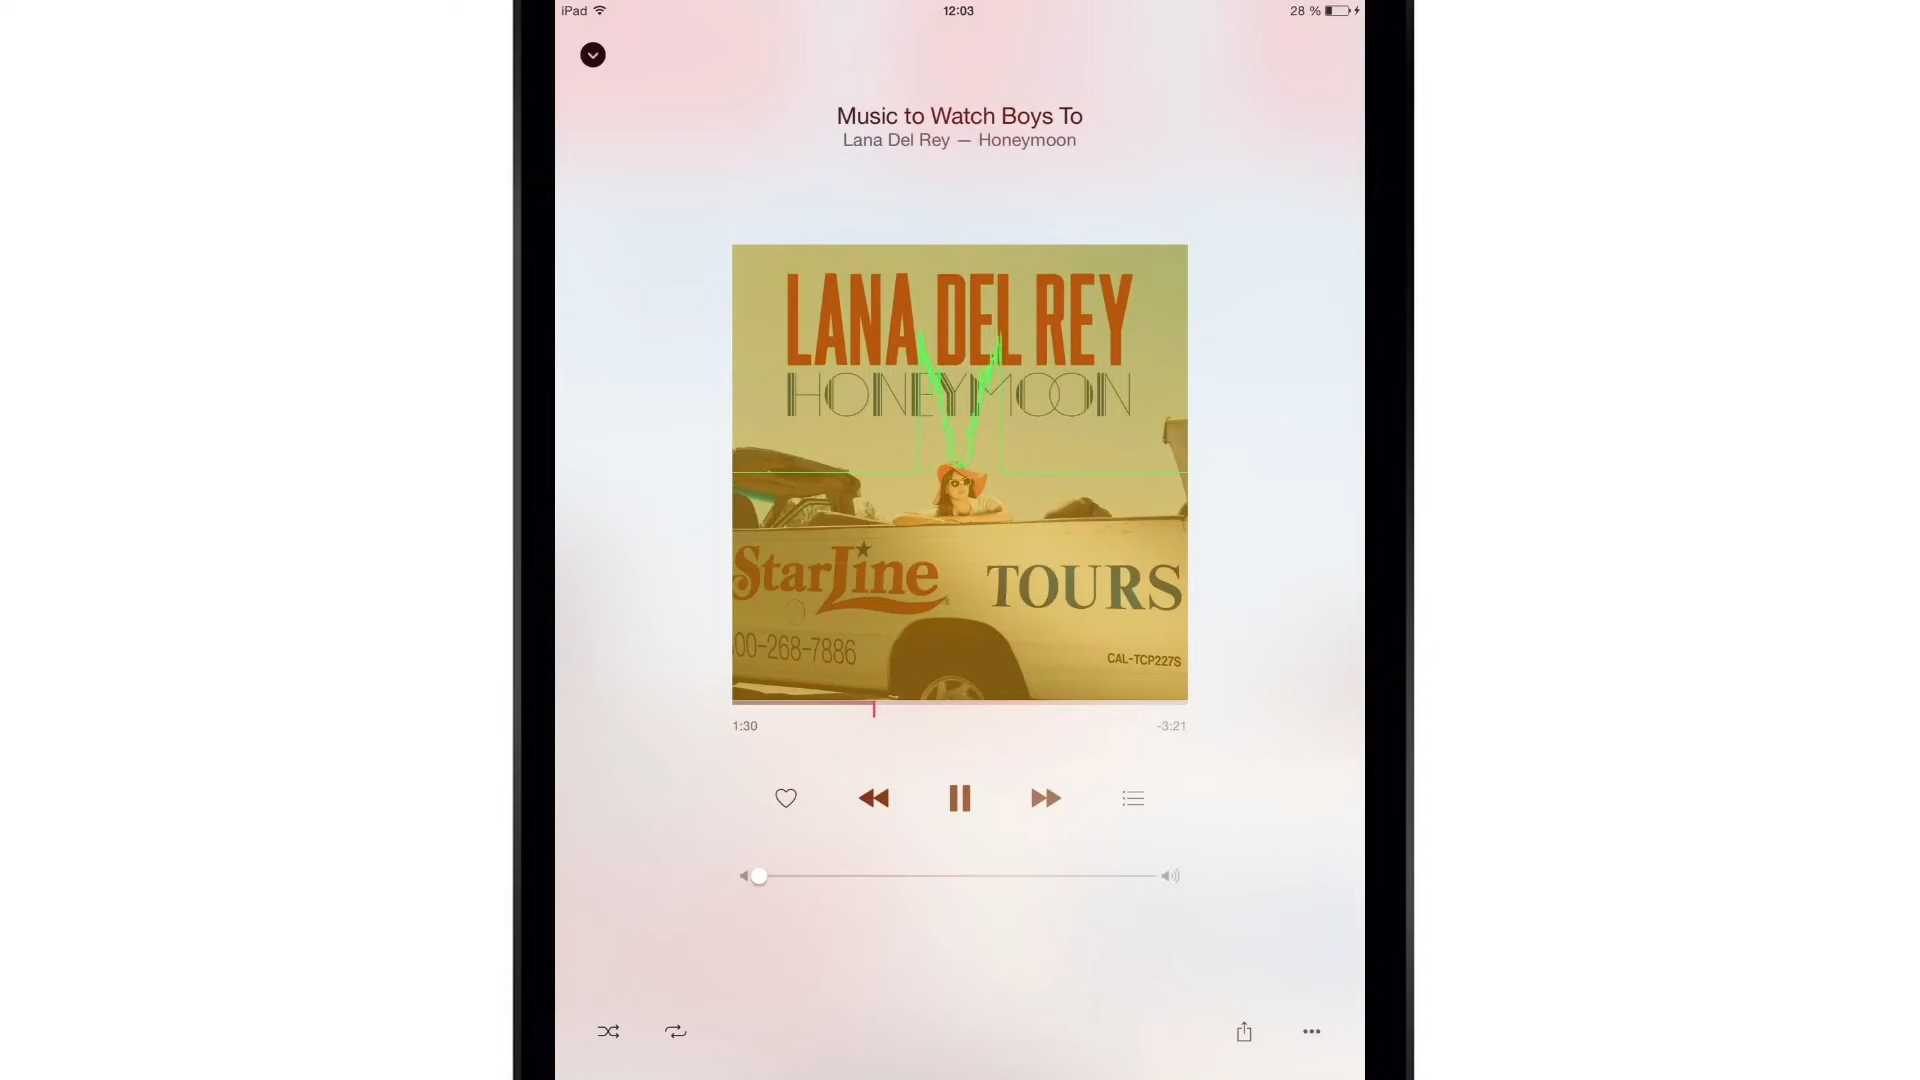 iPad 12:03 28 %
Music to Watch Boys To
Lana Del Rey — Honeymoon
LANA DEL REY
HONEYMOON
StarLine TOURS
00-268-7886
CAL-TCP227S
1:30 -3:21